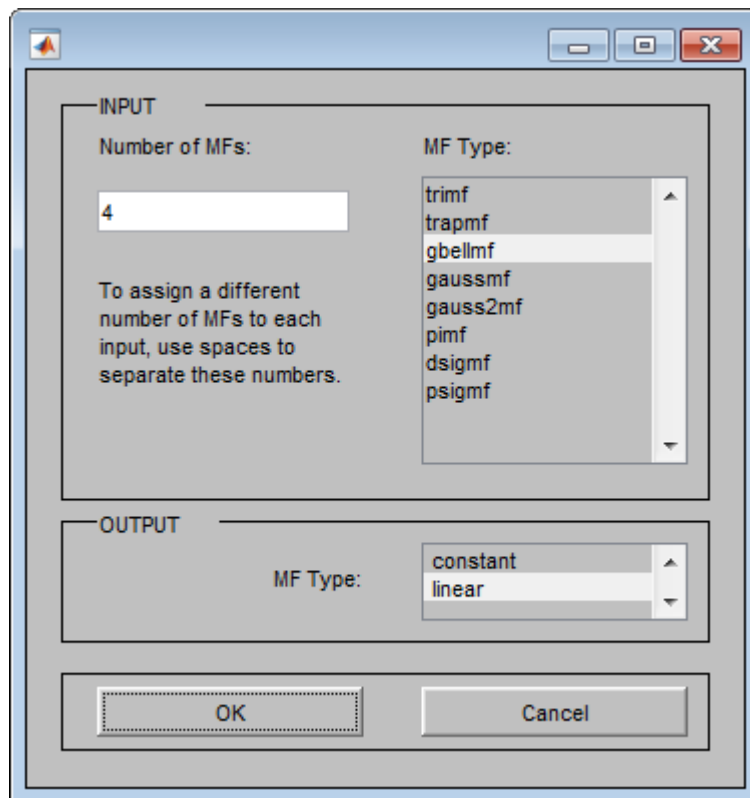 INPUT
Number of MFs:
4
To assign a different
number of MFs to each
input, use spaces to
separate these numbers.
MF Type:
trimf
trapmf
gbellmf
gaussmf
gauss2mf
pimf
dsigmf
psigmf
OUTPUT
MF Type:
constant
linear
OK
Cancel